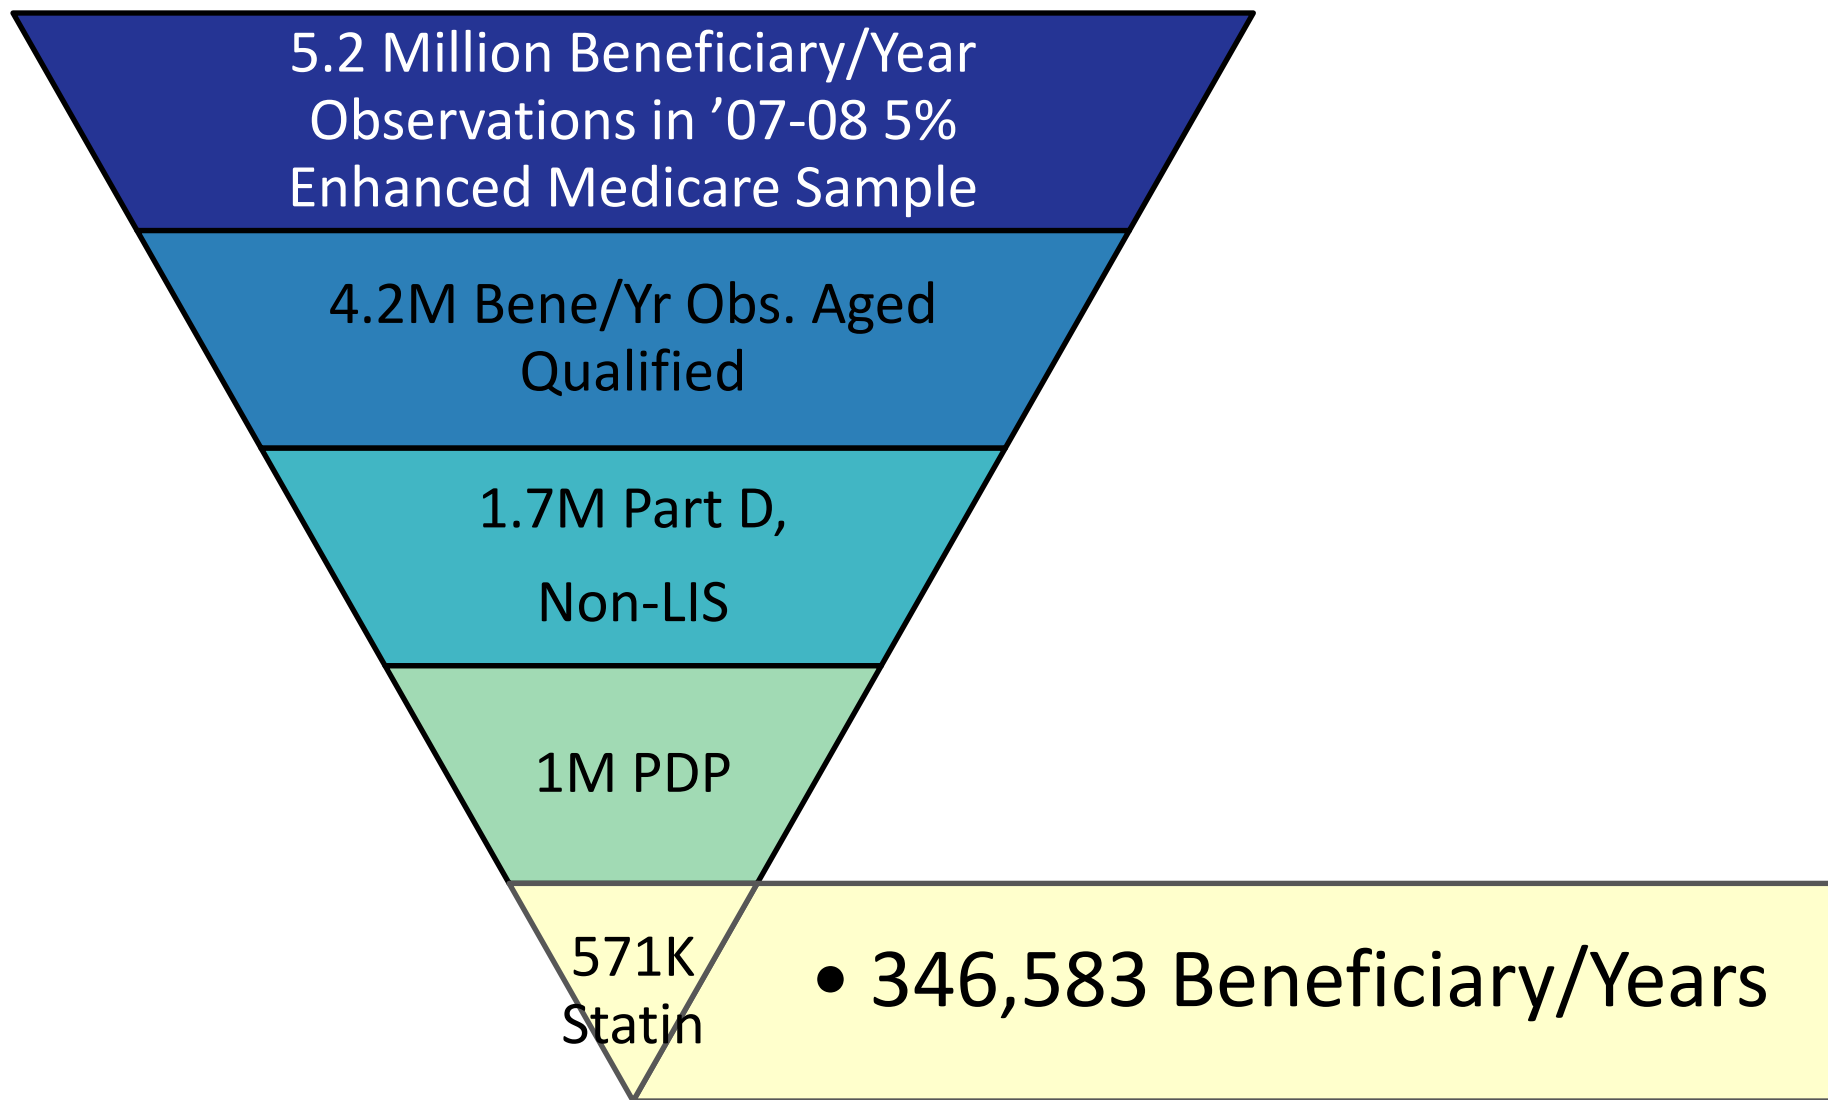 5.2 Million Beneficiary/Year
Observations in ’07-08 5%
Enhanced Medicare Sample
4.2M Bene/Yr Obs. Aged
Qualified
1.7M Part D,
Non-LIS
1M PDP
571K
Statin
• 346,583 Beneficiary/Years